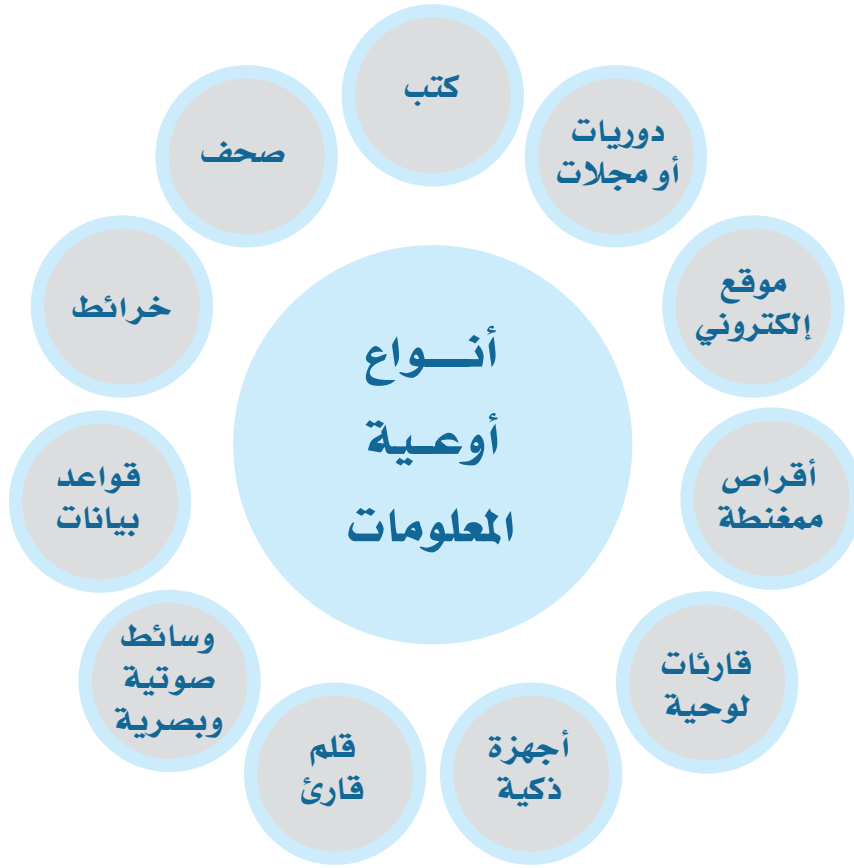 أنــواع
أوعـية
المعلومات
كتب
دوريات
أو مجلات
موقع
إلكتروني
أقراص
ممغنطة
قارئات
لوحية
أجهزة
ذكية
قلم
قارئ
وسائط
صوتية
وبصرية
قواعد
بيانات
خرائط
صحف